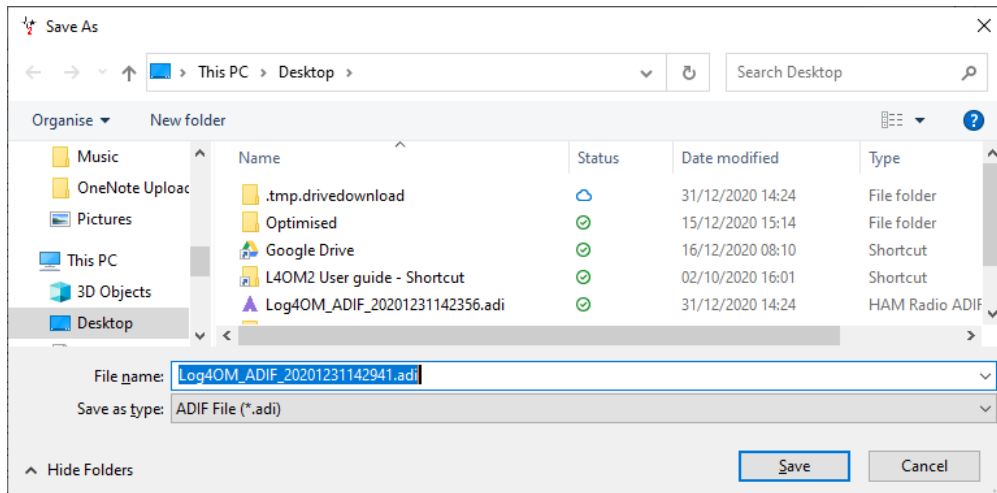 Save As
This PC > Desktop >
Search Desktop
Organise
New folder
Music
OneNote Upload
Pictures
This PC
3D Objects
Desktop
Name Status Date modified Type
.tmp.drivedownload 31/12/2020 14:24 File folder
Optimised 15/12/2020 15:14 File folder
Google Drive 16/12/2020 08:10 Shortcut
L4OM2 User guide - Shortcut 02/10/2020 16:01 Shortcut
Log4OM_ADIF_20201231142356.adi 31/12/2020 14:24 HAM Radio ADIF
File name: Log4OM_ADIF_20201231142941.adi
Save as type: ADIF File (*.adi)
Hide Folders
Save
Cancel